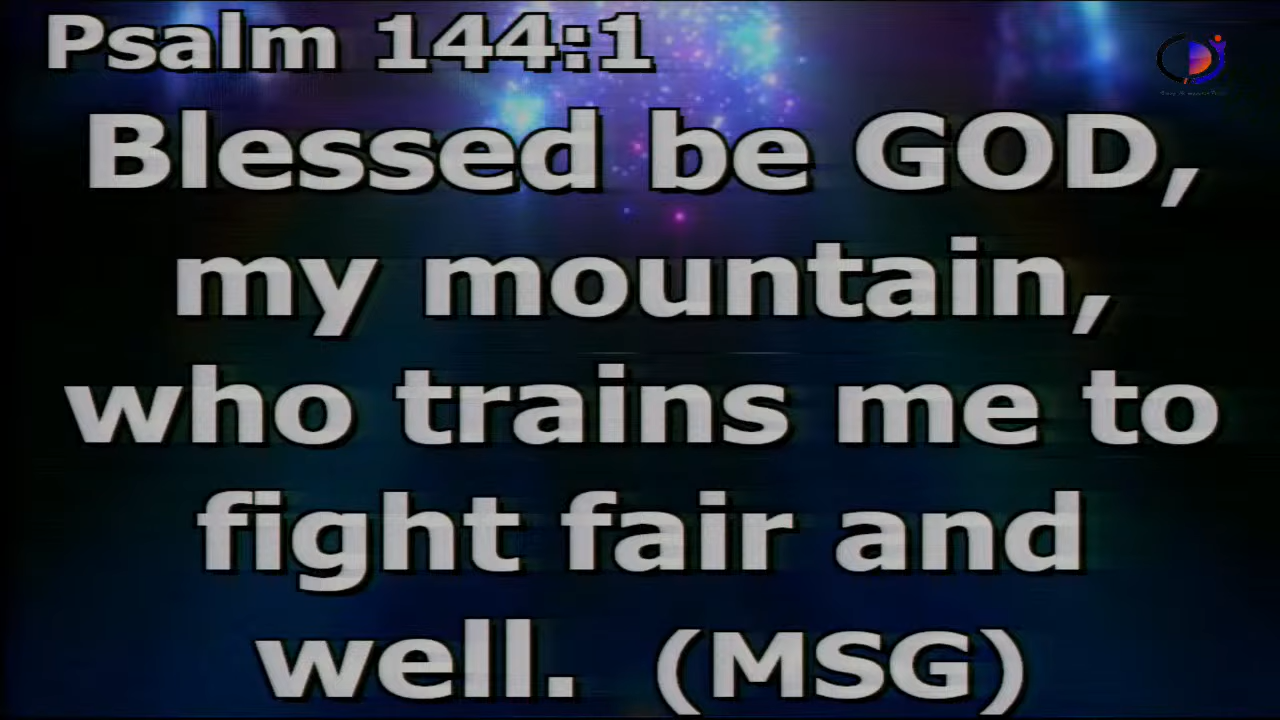 Psalm 144:1
Blessed be GOD,
my mountain,
who trains me to
fight fair and
well. (MSG)